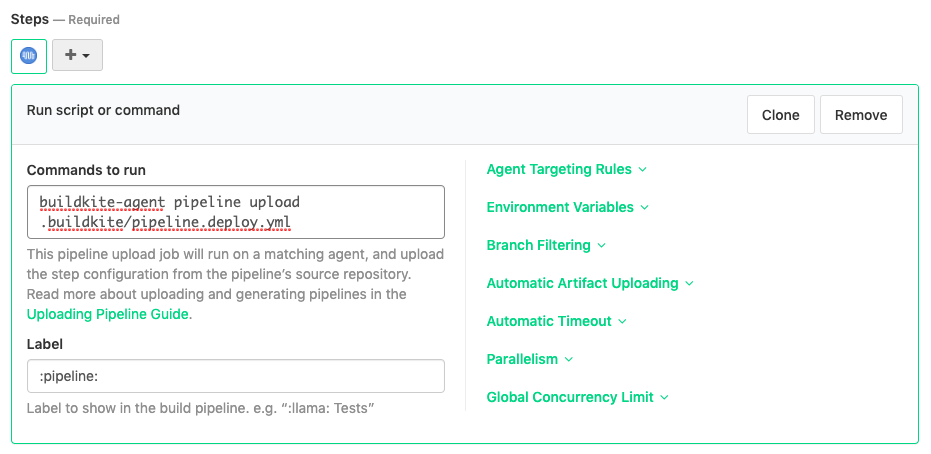 Steps — Required
Run script or command
Clone
Remove
Commands to run
buildkite-agent pipeline upload
.buildkite/pipeline.deploy.yml
This pipeline upload job will run on a matching agent, and upload
the step configuration from the pipeline’s source repository.
Read more about uploading and generating pipelines in the
Uploading Pipeline Guide.
Label
:pipeline:
Label to show in the build pipeline. e.g. “:llama: Tests”
Agent Targeting Rules
Environment Variables
Branch Filtering
Automatic Artifact Uploading
Automatic Timeout
Parallelism
Global Concurrency Limit